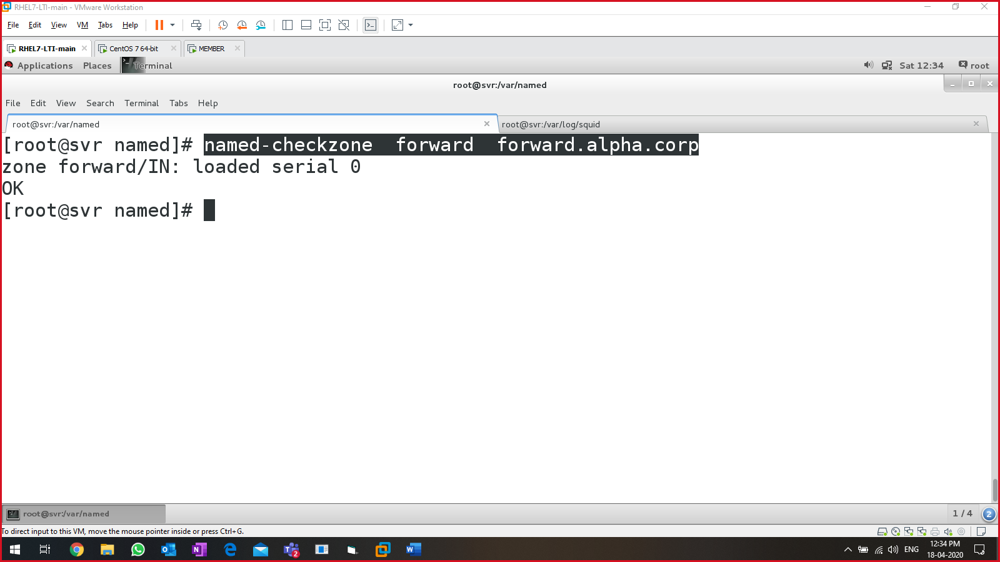 RHEL7-LTI-main - VMware Workstation
File Edit View VM Tabs Help
RHEL7-LTI-main CentOS 7 64-bit MEMBER
Applications Places Terminal Sat 12:34 root
root@svr:/var/named
File Edit View Search Terminal Tabs Help
root@svr:/var/named root@svr:/var/log/squid
[root@svr named]# named-checkzone  forward  forward.alpha.corp
zone forward/IN: loaded serial 0
OK
[root@svr named]#
root@svr:/var/named 1 / 4 2
To direct input to this VM, move the mouse pointer inside or press Ctrl+G.
2 ENG 12:34 PM
18-04-2020